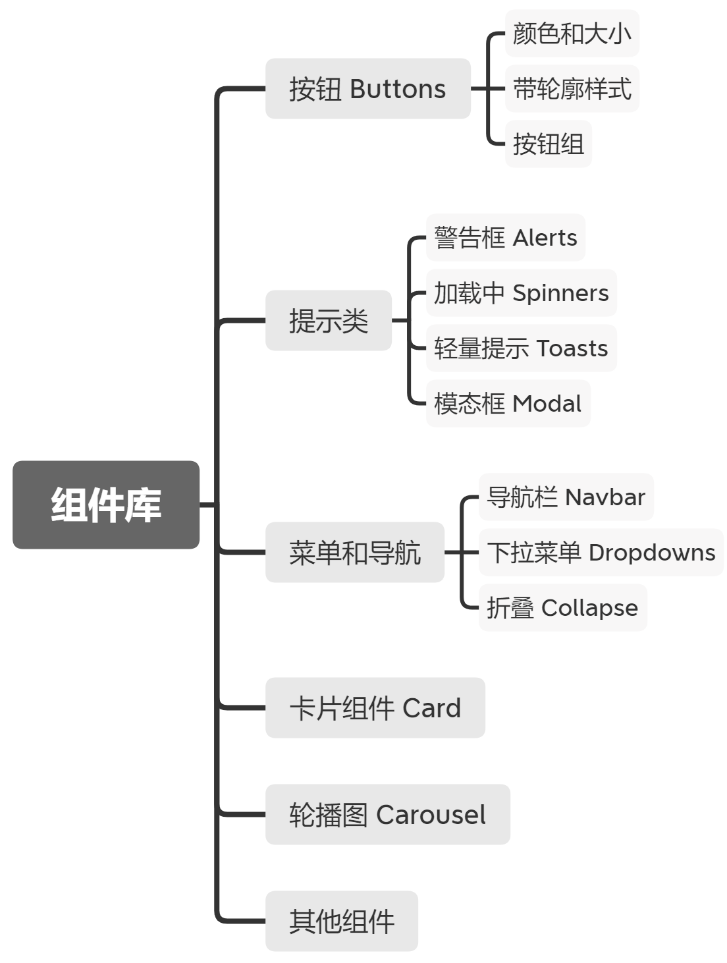 组件库
按钮 Buttons
颜色和大小
带轮廓样式
按钮组
提示类
警告框 Alerts
加载中 Spinners
轻量提示 Toasts
模态框 Modal
菜单和导航
导航栏 Navbar
下拉菜单 Dropdowns
折叠 Collapse
卡片组件 Card
轮播图 Carousel
其他组件